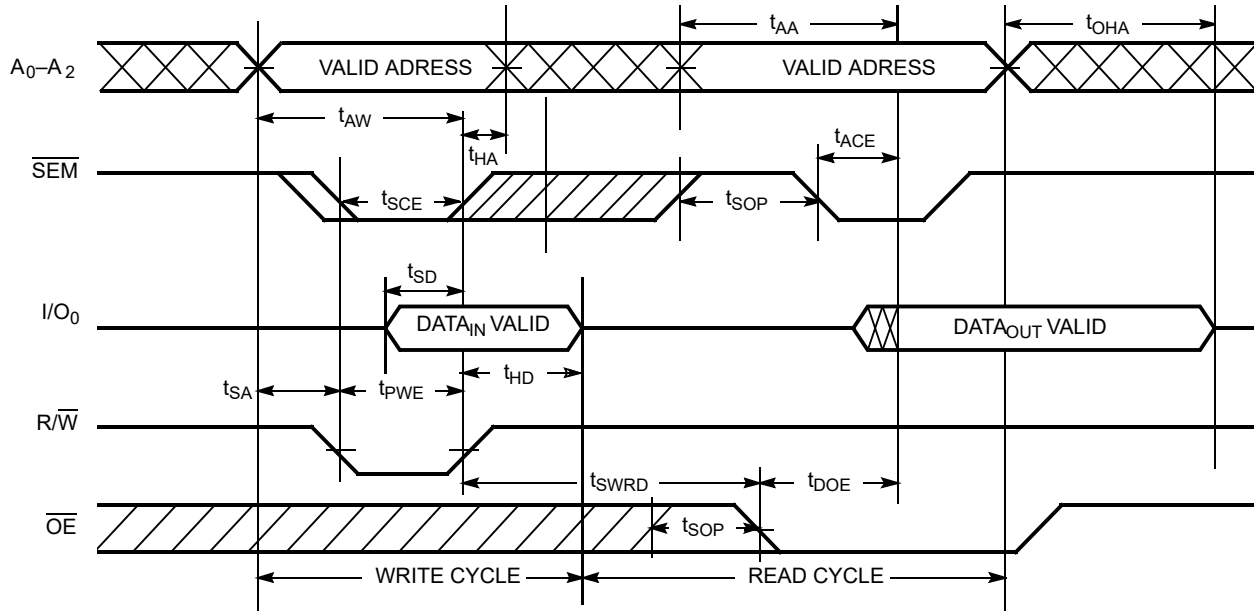 tAA
tOHA
A0–A2
VALID ADRESS
VALID ADRESS
tAW
tHA
tACE
SEM
tSCE
tSOP
tSD
I/O0
DATAIN VALID
DATAOUT VALID
tSA
tPWE
tHD
R/W
tSWRD
tDOE
OE
tSOP
WRITE CYCLE
READ CYCLE